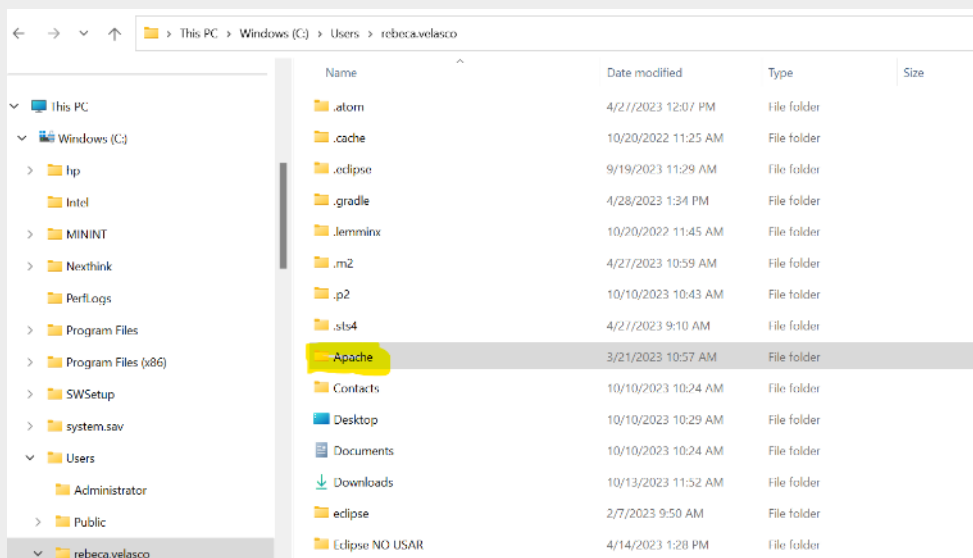 This PC > Windows (C:) > Users > rebeca.velasco
Name Date modified Type Size
This PC
Windows (C:)
hp
Intel
MININT
Nexthink
PerfLogs
Program Files
Program Files (x86)
SWSetup
system.sav
Users
Administrator
Public
rebeca.velasco
.atom 4/27/2023 12:07 PM File folder
.cache 10/20/2022 11:25 AM File folder
.eclipse 9/19/2023 11:29 AM File folder
.gradle 4/28/2023 1:34 PM File folder
.lemminx 10/20/2022 11:45 AM File folder
.m2 4/27/2023 10:59 AM File folder
.p2 10/10/2023 10:43 AM File folder
.sts4 4/27/2023 9:10 AM File folder
Apache 3/21/2023 10:57 AM File folder
Contacts 10/10/2023 10:24 AM File folder
Desktop 10/10/2023 10:29 AM File folder
Documents 10/10/2023 10:24 AM File folder
Downloads 10/13/2023 11:52 AM File folder
eclipse 2/7/2023 9:50 AM File folder
Eclipse NO USAR 4/14/2023 1:28 PM File folder